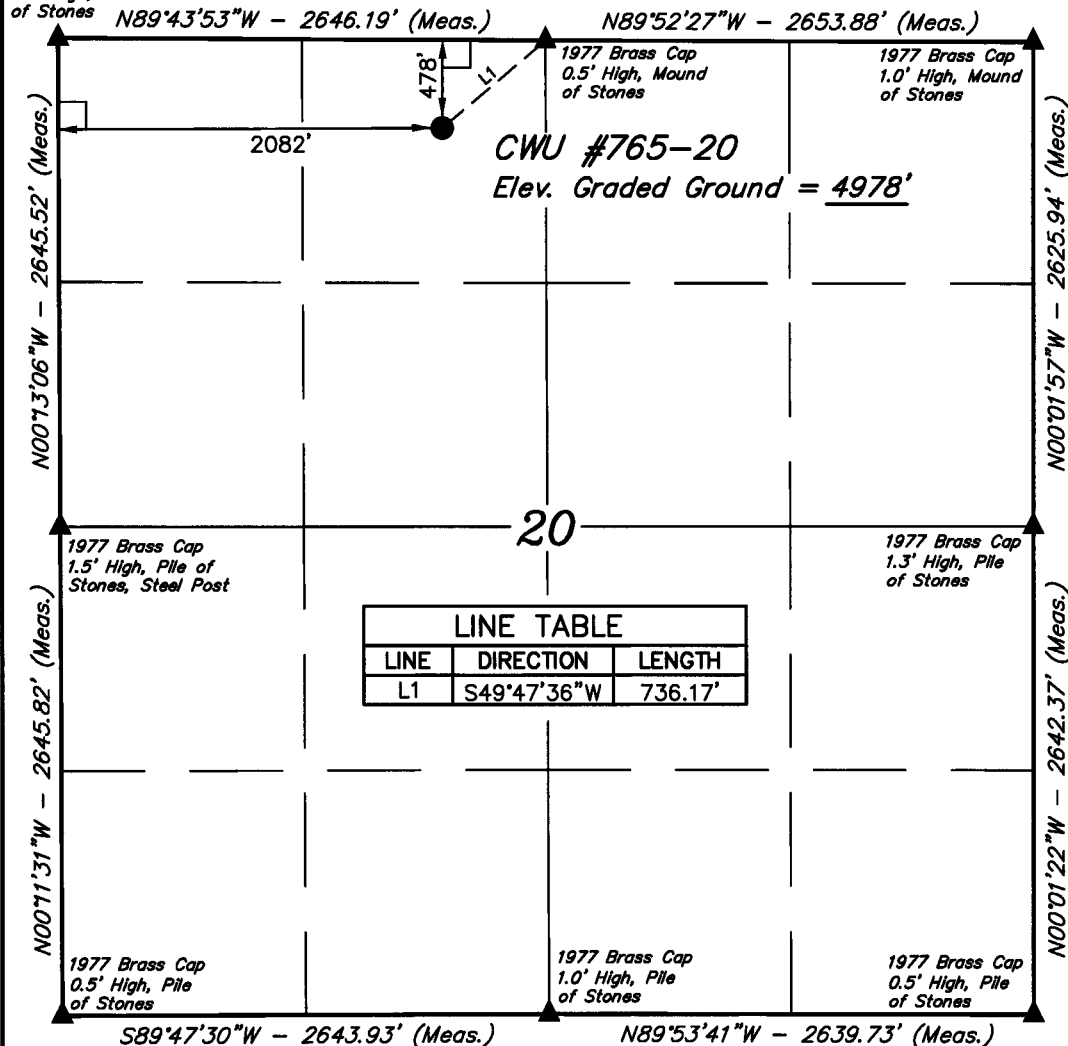 of Stones
N89°43'53"W - 2646.19' (Meas.)
N89°52'27"W - 2653.88' (Meas.)
1977 Brass Cap
0.5' High, Mound
of Stones
1977 Brass Cap
1.0' High, Mound
of Stones
478'
L1
2082'
CWU #765-20
Elev. Graded Ground = 4978'
N00°13'06"W - 2645.52' (Meas.)
N00°01'57"W - 2625.94' (Meas.)
20
1977 Brass Cap
1.5' High, Pile of
Stones, Steel Post
1977 Brass Cap
1.3' High, Pile
of Stones
LINE TABLE
LINE DIRECTION LENGTH
L1 S49°47'36"W 736.17'
N00°11'31"W - 2645.82' (Meas.)
N00°01'22"W - 2642.37' (Meas.)
1977 Brass Cap
0.5' High, Pile
of Stones
1977 Brass Cap
1.0' High, Pile
of Stones
1977 Brass Cap
0.5' High, Pile
of Stones
S89°47'30"W - 2643.93' (Meas.)
N89°53'41"W - 2639.73' (Meas.)